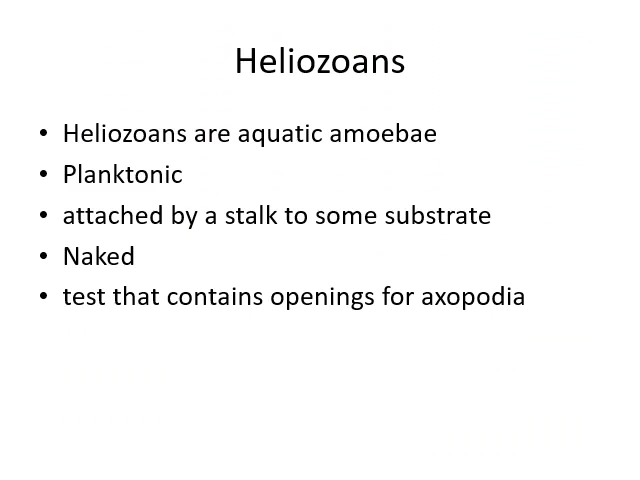 Heliozoans
• Heliozoans are aquatic amoebae
• Planktonic
• attached by a stalk to some substrate
• Naked
• test that contains openings for axopodia